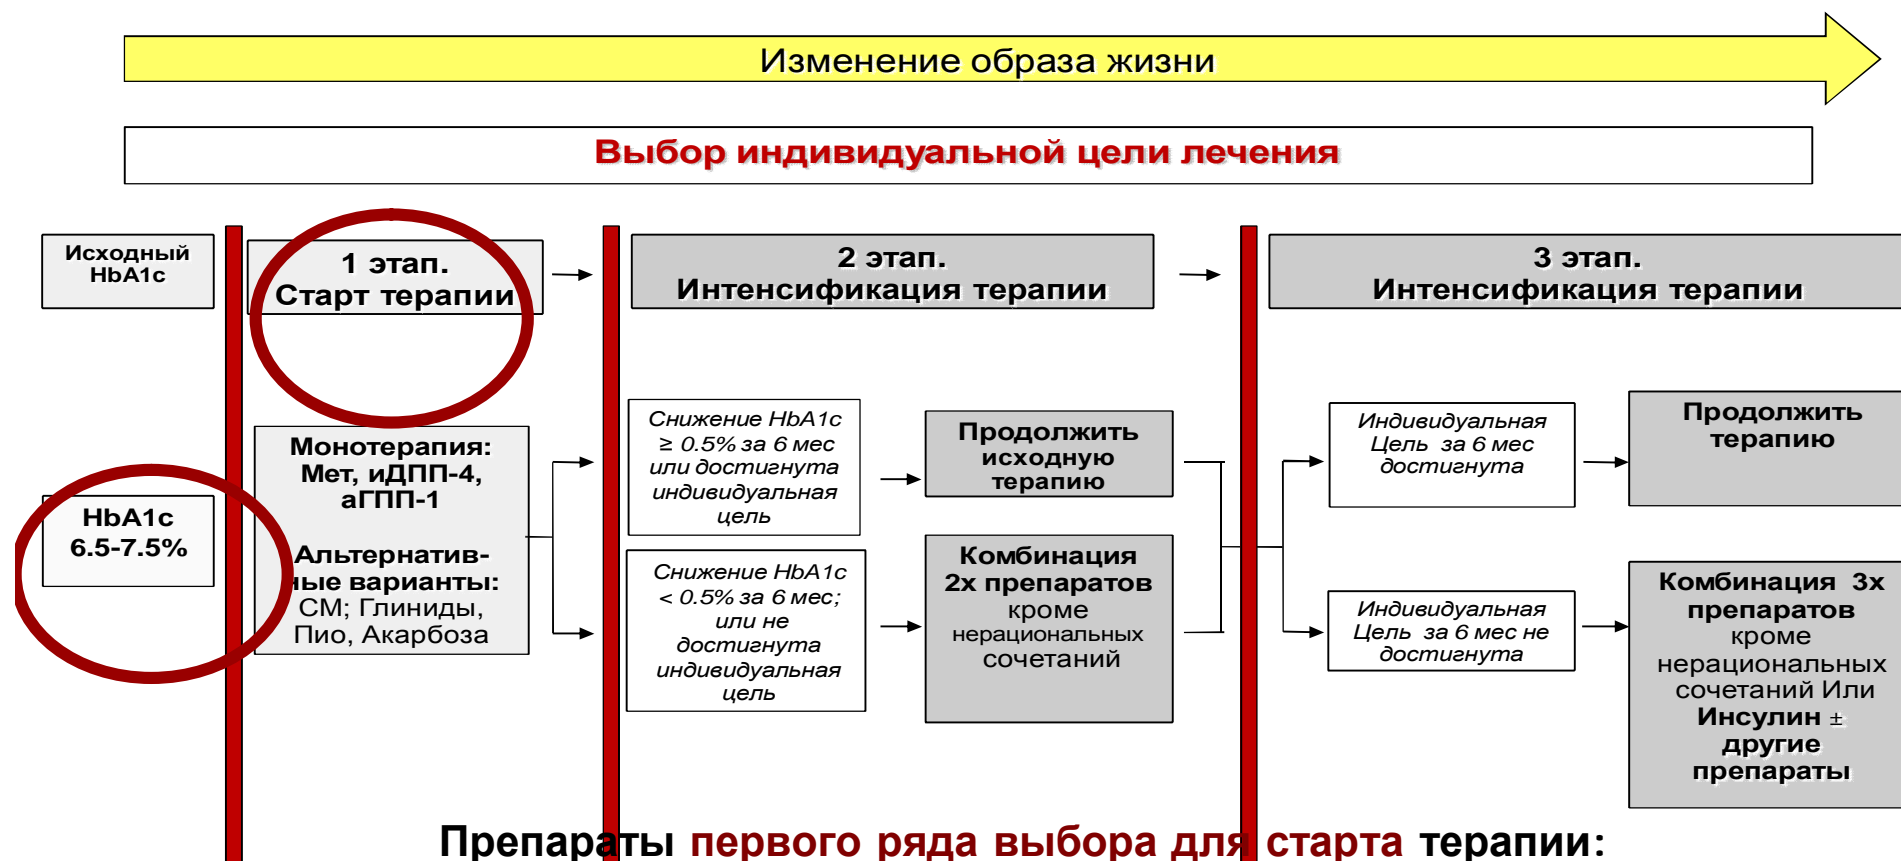 Изменение образа жизни
Выбор индивидуальной цели лечения
Исходный
HbA1c
1 этап.
Старт терапии
2 этап.
Интенсификация терапии
3 этап.
Интенсификация терапии
HbA1c
6.5-7.5%
Монотерапия:
Мет, иДПП-4,
аГПП-1
Альтернатив-
ные варианты:
СМ; Глиниды,
Пио, Акарбоза
Снижение HbA1c
≥ 0.5% за 6 мес
или достигнута
индивидуальная
цель
Продолжить
исходную
терапию
Снижение HbA1c
< 0.5% за 6 мес;
или не
достигнута
индивидуальная
цель
Комбинация
2х препаратов
кроме
нерациональных
сочетаний
Индивидуальная
Цель за 6 мес
достигнута
Продолжить
терапию
Индивидуальная
Цель за 6 мес не
достигнута
Комбинация 3х
препаратов
кроме
нерациональных
сочетаний Или
Инсулин ±
другие
препараты
Препараты первого ряда выбора для старта терапии: